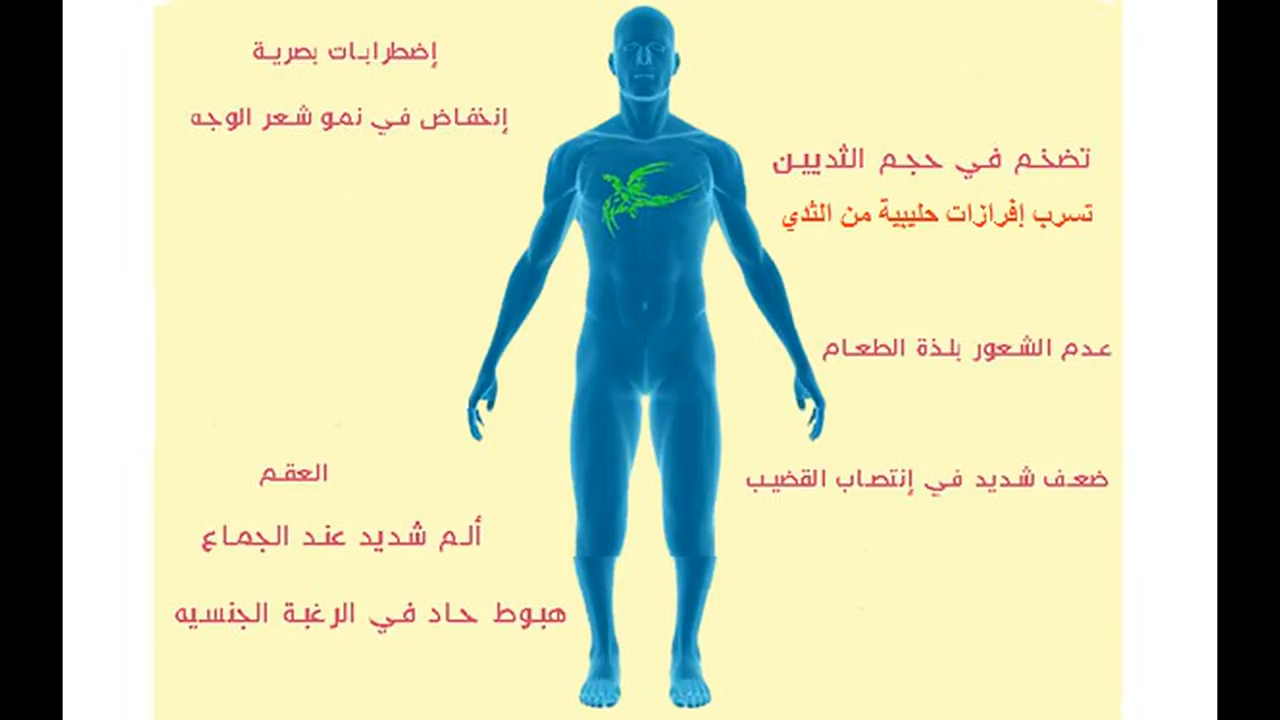 إضطرابات بصرية
إنخفاض في نمو شعر الوجه
تضخم في حجم الثديين
تسرب إفرازات حليبية من الثدي
عدم الشعور بلذة الطعام
ضعف شديد في إنتصاب القضيب
العقم
ألم شديد عند الجماع
هبوط حاد في الرغبة الجنسيه